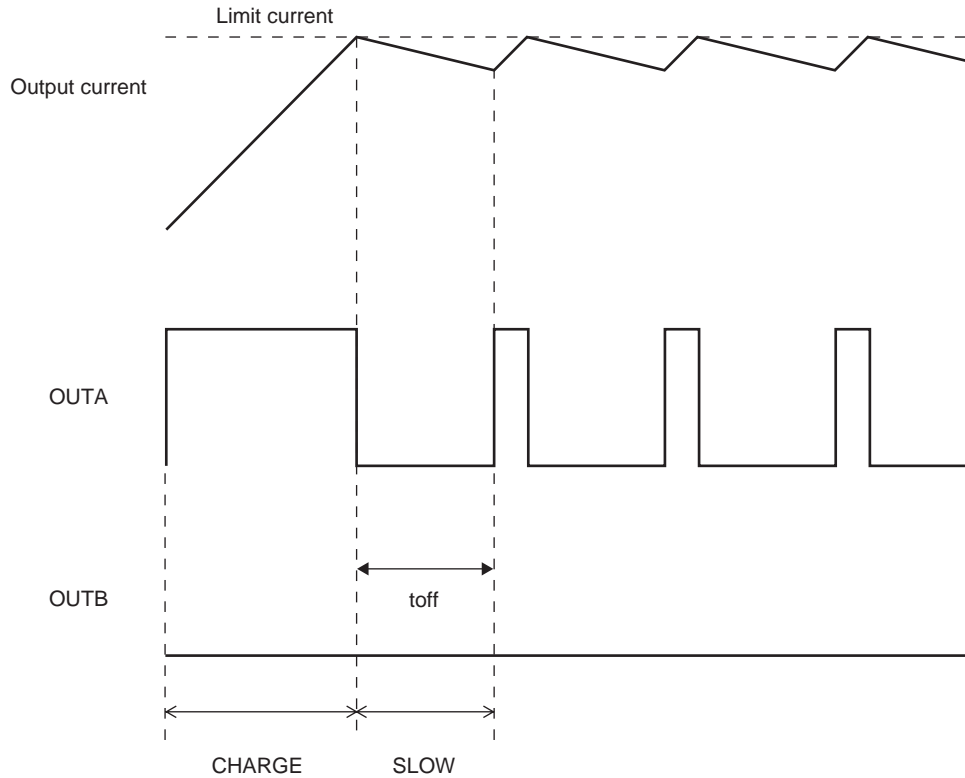 Limit current
Output current
OUTA
OUTB
toff
CHARGE
SLOW